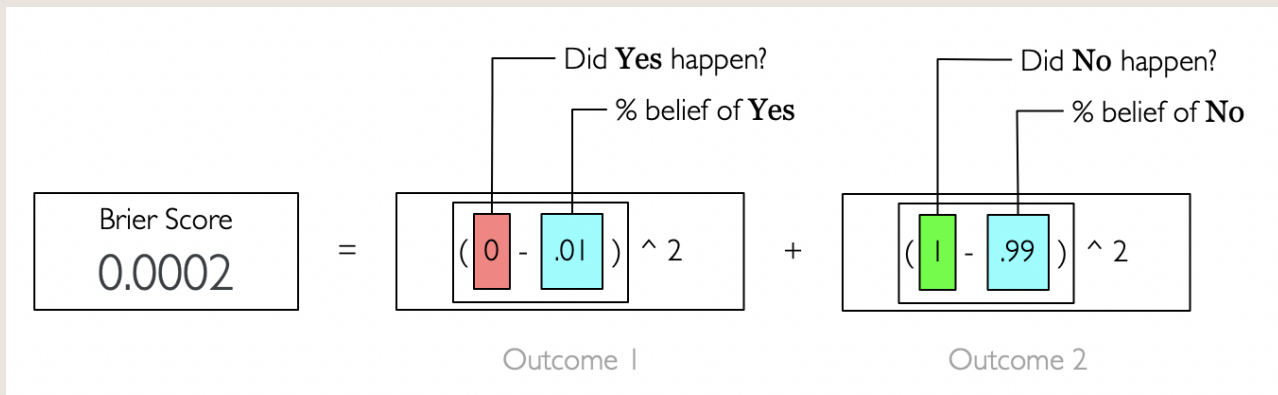 Did Yes happen?
% belief of Yes
Did No happen?
% belief of No
Brier Score
0.0002
=
( 0 - .01 ) ^ 2
+
( 1 - .99 ) ^ 2
Outcome 1
Outcome 2